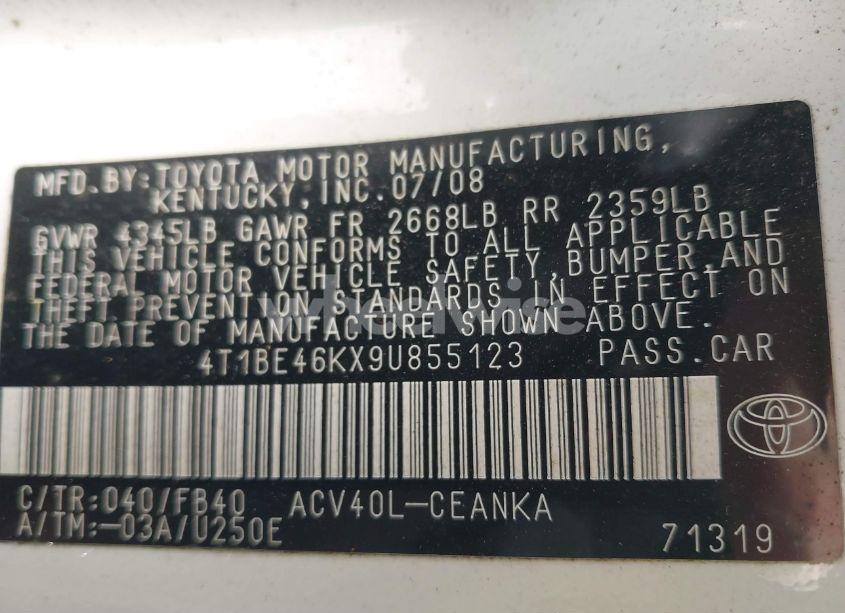 MFD.BY:TOYOTA MOTOR MANUFACTURING,
KENTUCKY,INC.07/08
GVWR 4345LB GAWR FR 2668LB RR 2359LB
THIS VEHICLE CONFORMS TO ALL APPLICABLE
FEDERAL MOTOR VEHICLE SAFETY,BUMPER,AND
THEFT PREVENTION STANDARDS IN EFFECT ON
THE DATE OF MANUFACTURE SHOWN ABOVE.
4T1BE46KX9U855123 PASS.CAR
C/TR:040/FB40 ACV40L-CEANKA
A/TM:-03A/U250E 71319